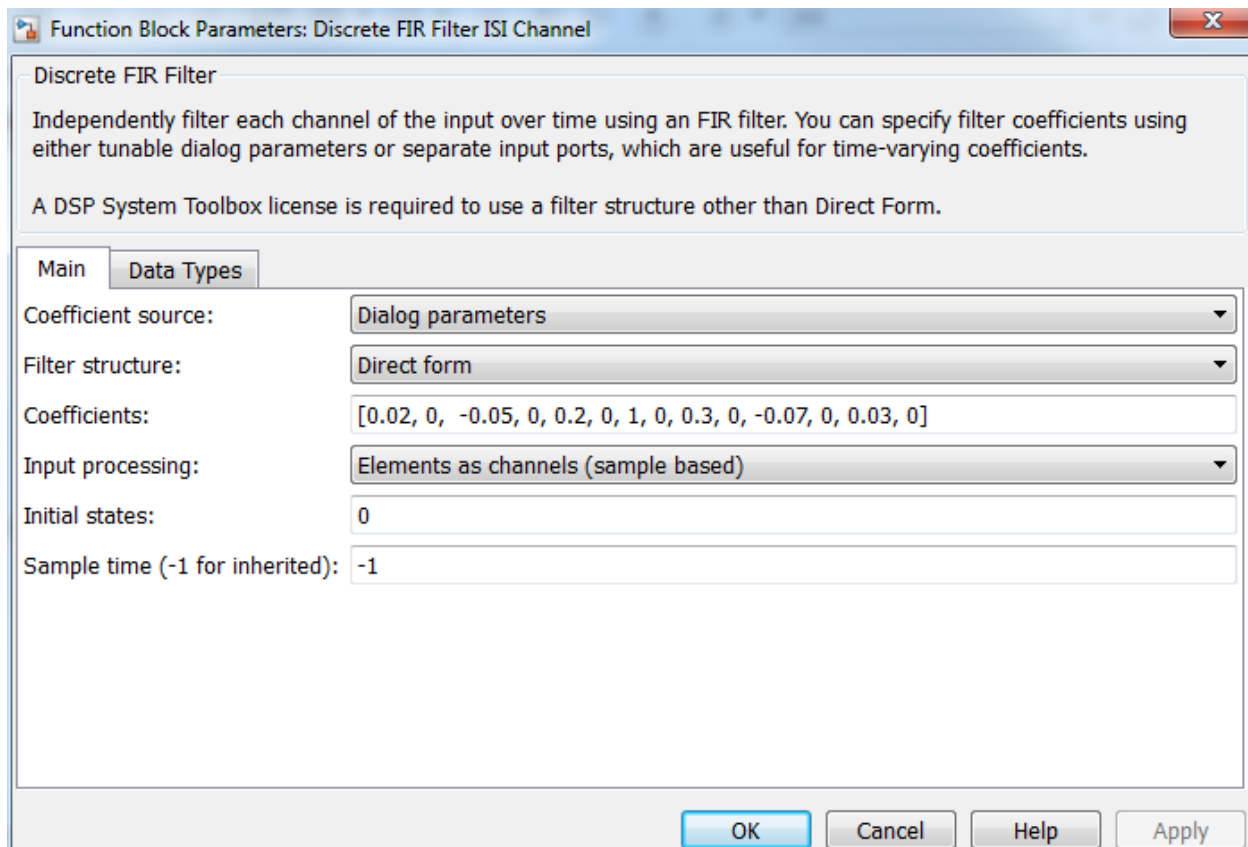 Function Block Parameters: Discrete FIR Filter ISI Channel
Discrete FIR Filter
Independently filter each channel of the input over time using an FIR filter. You can specify filter coefficients using
either tunable dialog parameters or separate input ports, which are useful for time-varying coefficients.
A DSP System Toolbox license is required to use a filter structure other than Direct Form.
Main Data Types
Coefficient source: Dialog parameters
Filter structure: Direct form
Coefficients: [0.02, 0,  -0.05, 0, 0.2, 0, 1, 0, 0.3, 0, -0.07, 0, 0.03, 0]
Input processing: Elements as channels (sample based)
Initial states: 0
Sample time (-1 for inherited): -1
OK Cancel Help Apply